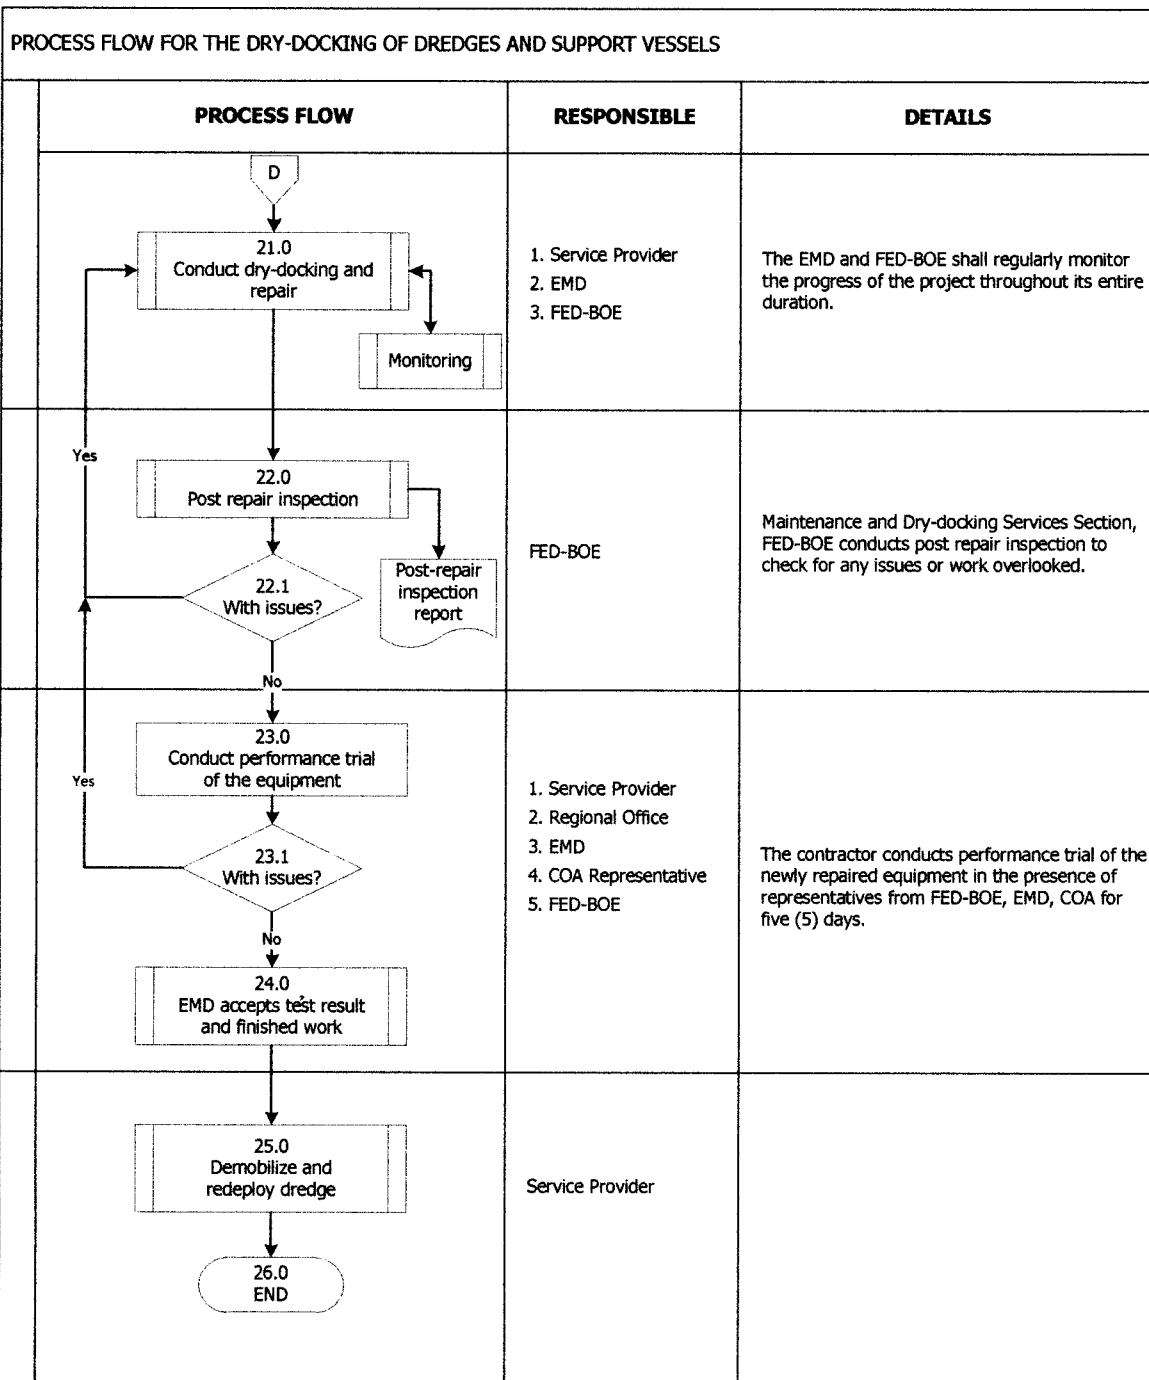 PROCESS FLOW FOR THE DRY-DOCKING OF DREDGES AND SUPPORT VESSELS
PROCESS FLOW
RESPONSIBLE
DETAILS
D
21.0
Conduct dry-docking and
repair
Monitoring
1. Service Provider
2. EMD
3. FED-BOE
The EMD and FED-BOE shall regularly monitor
the progress of the project throughout its entire
duration.
Yes
22.0
Post repair inspection
22.1
With issues?
Post-repair
inspection
report
No
FED-BOE
Maintenance and Dry-docking Services Section,
FED-BOE conducts post repair inspection to
check for any issues or work overlooked.
23.0
Conduct performance trial
of the equipment
Yes
23.1
With issues?
No
24.0
EMD accepts test result
and finished work
1. Service Provider
2. Regional Office
3. EMD
4. COA Representative
5. FED-BOE
The contractor conducts performance trial of the
newly repaired equipment in the presence of
representatives from FED-BOE, EMD, COA for
five (5) days.
25.0
Demobilize and
redeploy dredge
Service Provider
26.0
END